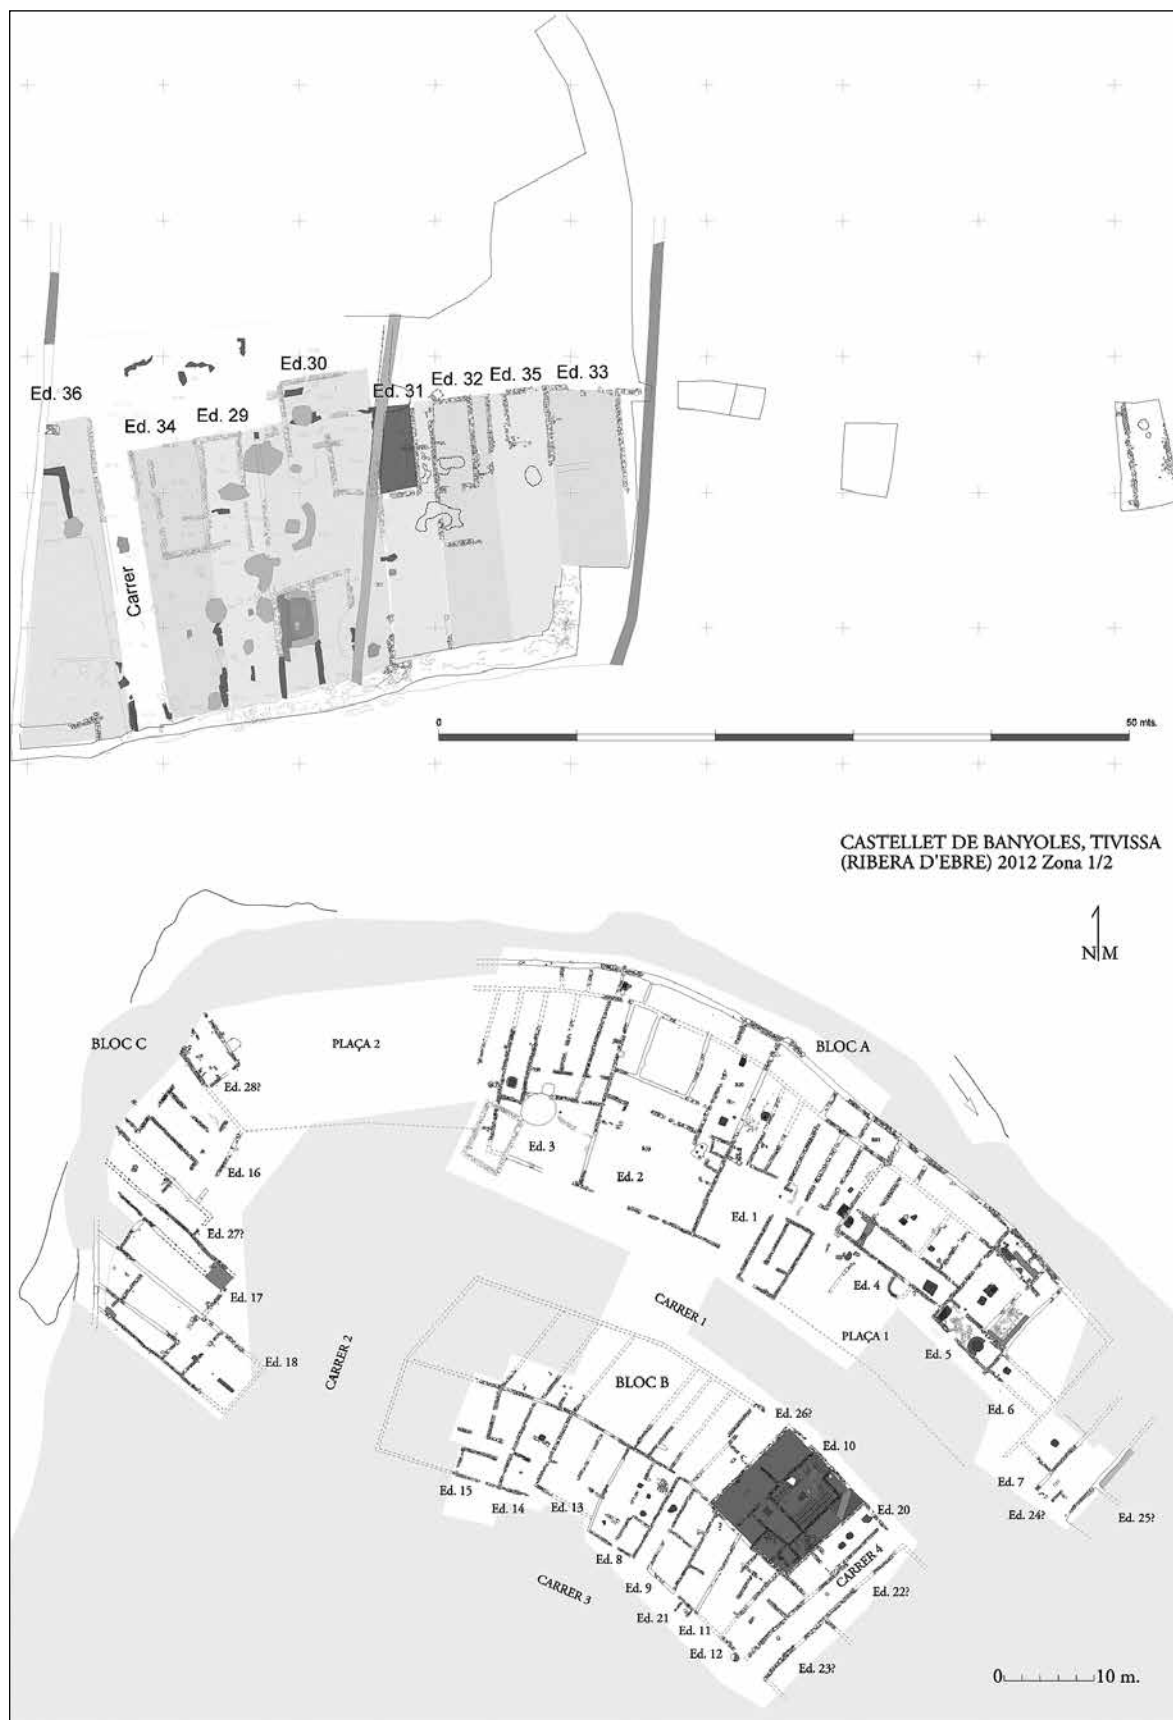 Ed.30
Ed. 36
Ed. 31
Ed. 32
Ed. 35
Ed. 33
Ed. 34
Ed. 29
Carrer
0
50 mts.
CASTELLET DE BANYOLES, TIVISSA
(RIBERA D'EBRE) 2012 Zona 1/2
NM
BLOC C
PLAÇA 2
BLOC A
Ed. 28?
Ed. 3
Ed. 16
Ed. 2
Ed. 1
Ed. 27?
Ed. 17
Ed. 4
CARRER 1
PLAÇA 1
Ed. 5
Ed. 18
CARRER 2
BLOC B
Ed. 6
Ed. 26?
Ed. 10
Ed. 15
Ed. 14
Ed. 13
Ed. 7
Ed. 24?
Ed. 25?
Ed. 20
Ed. 8
CARRER 4
Ed. 9
CARRER 3
Ed. 22?
Ed. 21
Ed. 11
Ed. 12
Ed. 23?
0 10 m.